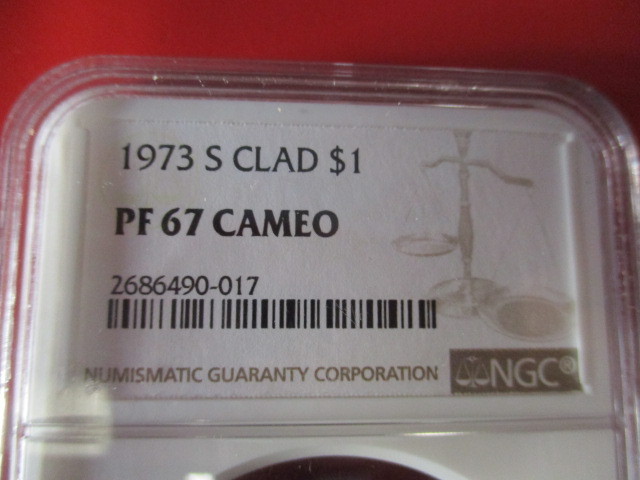 1973 S CLAD $1
PF 67 CAMEO
2686490-017
NUMISMATIC GUARANTY CORPORATION NGC®